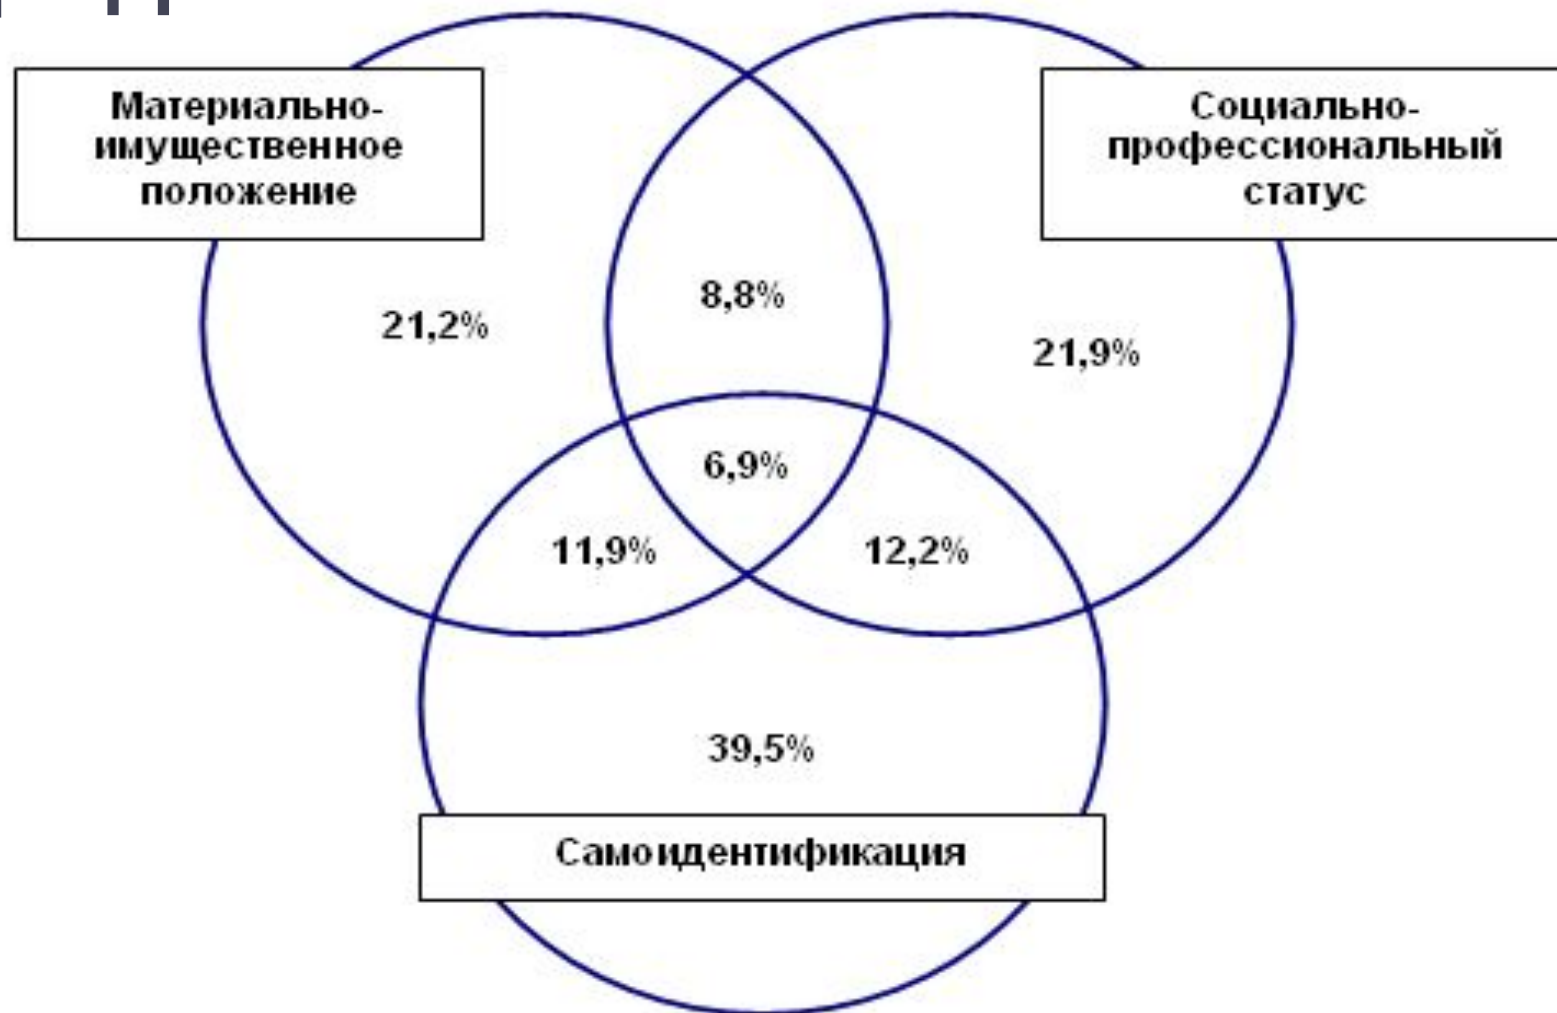 Материально-
имущественное
положение
Социально-
профессиональный
статус
8,8%
21,2%
21,9%
6,9%
11,9%
12,2%
39,5%
Самоидентификация